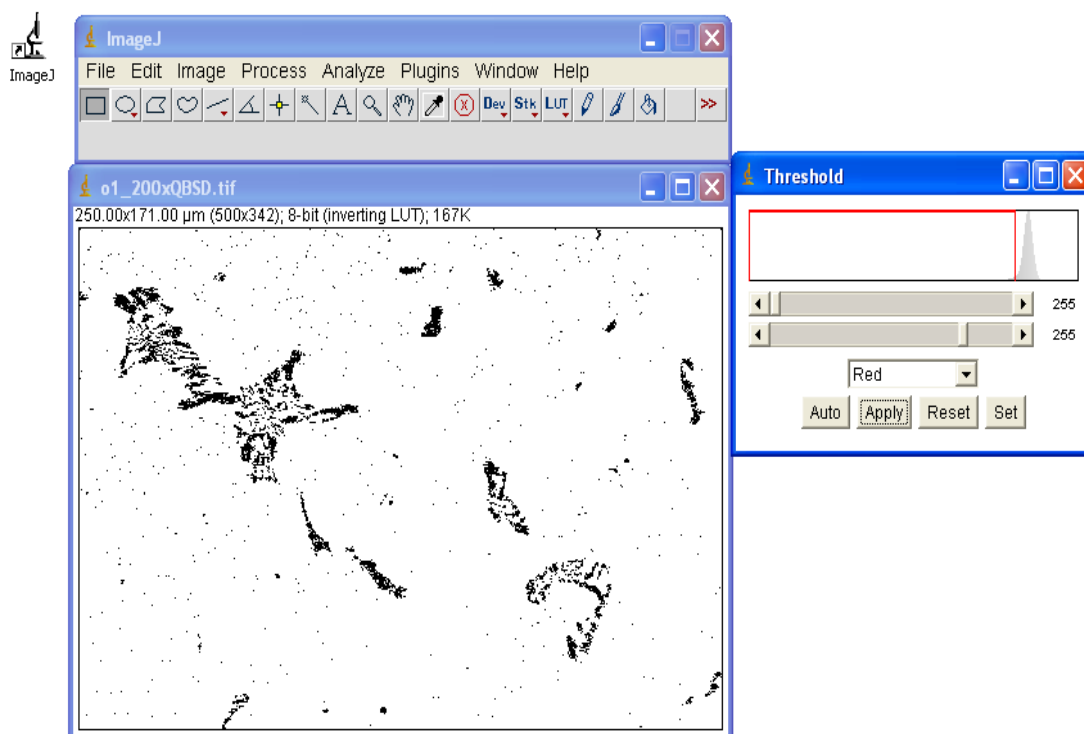 ImageJ
ImageJ
File Edit Image Process Analyze Plugins Window Help
A Dev Stk LUT >>
o1_200xQBSD.tif
250.00x171.00 µm (500x342); 8-bit (inverting LUT); 167K
Threshold
255
255
Red
Auto Apply Reset Set